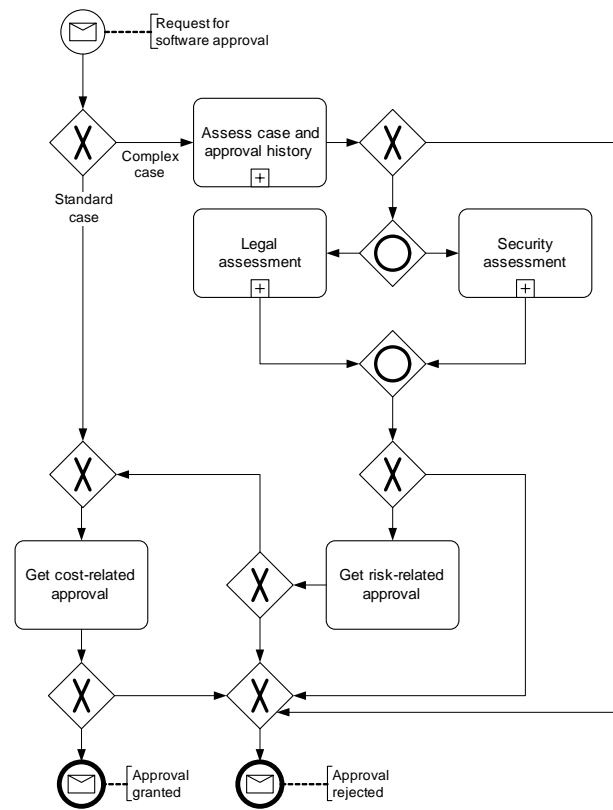 Request for
software approval
Assess case and
approval history
Complex
case
Standard
case
Legal
assessment
Security
assessment
Get cost-related
approval
Get risk-related
approval
Approval
granted
Approval
rejected